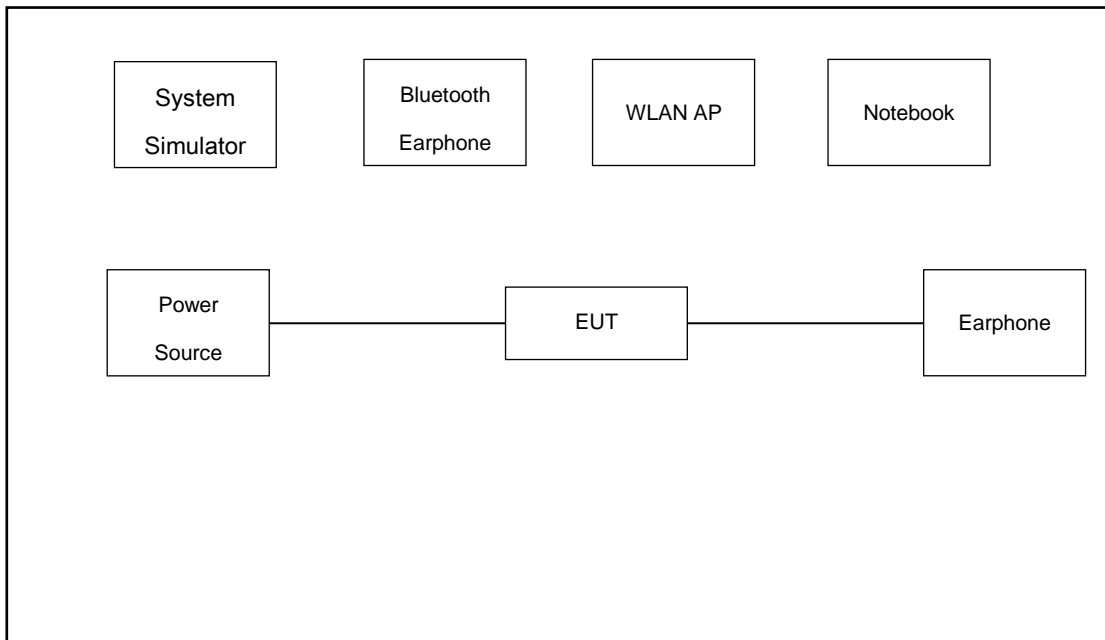 System
Simulator
Bluetooth
Earphone
WLAN AP
Notebook
Power
Source
EUT
Earphone